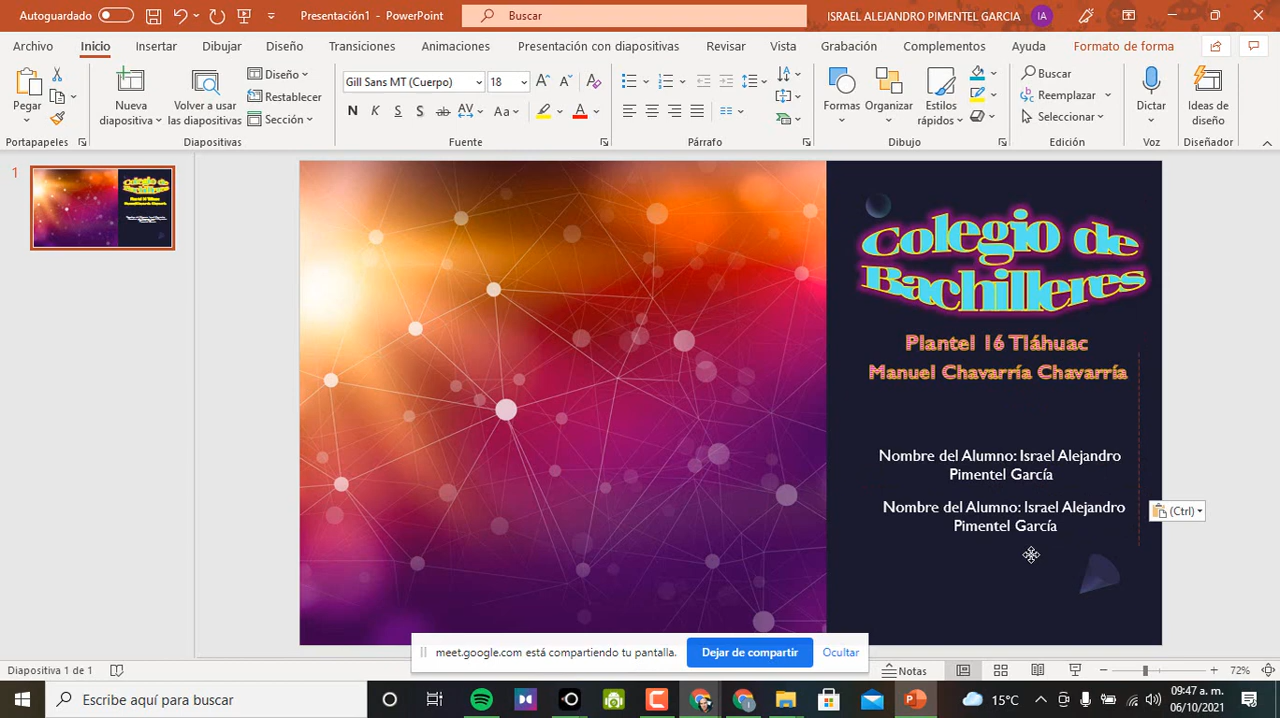 Autoguardado
Presentación1 - PowerPoint
Buscar
ISRAEL ALEJANDRO PIMENTEL GARCIA
IA
Archivo Inicio Insertar Dibujar Diseño Transiciones Animaciones Presentación con diapositivas Revisar Vista Grabación Complementos Ayuda Formato de forma
Pegar
Portapapeles
Nueva
diapositiva
Volver a usar
las diapositivas
Diseño
Restablecer
Sección
Diapositivas
Gill Sans MT (Cuerpo) 18
N K S S ab AV Aa A
Fuente
Párrafo
Formas
Organizar
Estilos
rápidos
Dibujo
Buscar
Reemplazar
Seleccionar
Edición
Dictar
Voz
Ideas de
diseño
Diseñador
1
Colegio de
Bachilleres
Plantel 16 Tláhuac
Manuel Chavarría Chavarría
Nombre del Alumno: Israel Alejandro
Pimentel García
Nombre del Alumno: Israel Alejandro
Pimentel García
(Ctrl)
meet.google.com está compartiendo tu pantalla.
Dejar de compartir
Ocultar
Diapositiva 1 de 1
Notas
72%
Escribe aquí para buscar
15°C
09:47 a. m.
06/10/2021